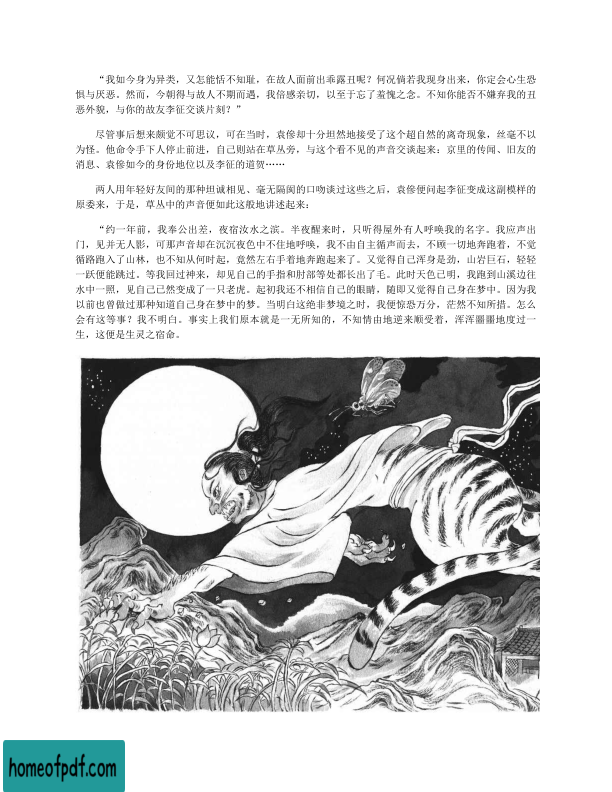 “我如今身为异类，又怎能恬不知耻，在故人面前出乖露丑呢？何况倘若我现身出来，你定会心生恐
惧与厌恶。然而，今朝得与故人不期而遇，我倍感亲切，以至于忘了羞愧之念。不知你能否不嫌弃我的丑
恶外貌，与你的故友李征交谈片刻？”
尽管事后想来颇觉不可思议，可在当时，袁傪却十分坦然地接受了这个超自然的离奇现象，丝毫不以
为怪。他命令手下人停止前进，自己则站在草丛旁，与这个看不见的声音交谈起来：京里的传闻、旧友的
消息、袁傪如今的身份地位以及李征的道贺……
两人用年轻好友间的那种坦诚相见、毫无隔阂的口吻谈过这些之后，袁傪便问起李征变成这副模样的
原委来，于是，草丛中的声音便如此这般地讲述起来：
“约一年前，我奉公出差，夜宿汝水之滨。半夜醒来时，只听得屋外有人呼唤我的名字。我应声出
门，见并无人影，可那声音却在沉沉夜色中不住地呼唤，我不由自主循声而去，不顾一切地奔跑着，不觉
循路跑入了山林，也不知从何时起，竟然左右手着地奔跑起来了。又觉得自己浑身是劲，山岩巨石，轻轻
一跃便能跳过。等我回过神来，却见自己的手指和肘部等处都长出了毛。此时天色已明，我跑到山溪边往
水中一照，见自己已然变成了一只老虎。起初我还不相信自己的眼睛，随即又觉得自己身在梦中。因为我
以前也曾做过那种知道自己身在梦中的梦。当明白这绝非梦境之时，我便惊恐万分，茫然不知所措。怎么
会有这等事？我不明白。事实上我们原本就是一无所知的，不知情由地逆来顺受着，浑浑噩噩地度过一
生，这便是生灵之宿命。
homeofpdf.com